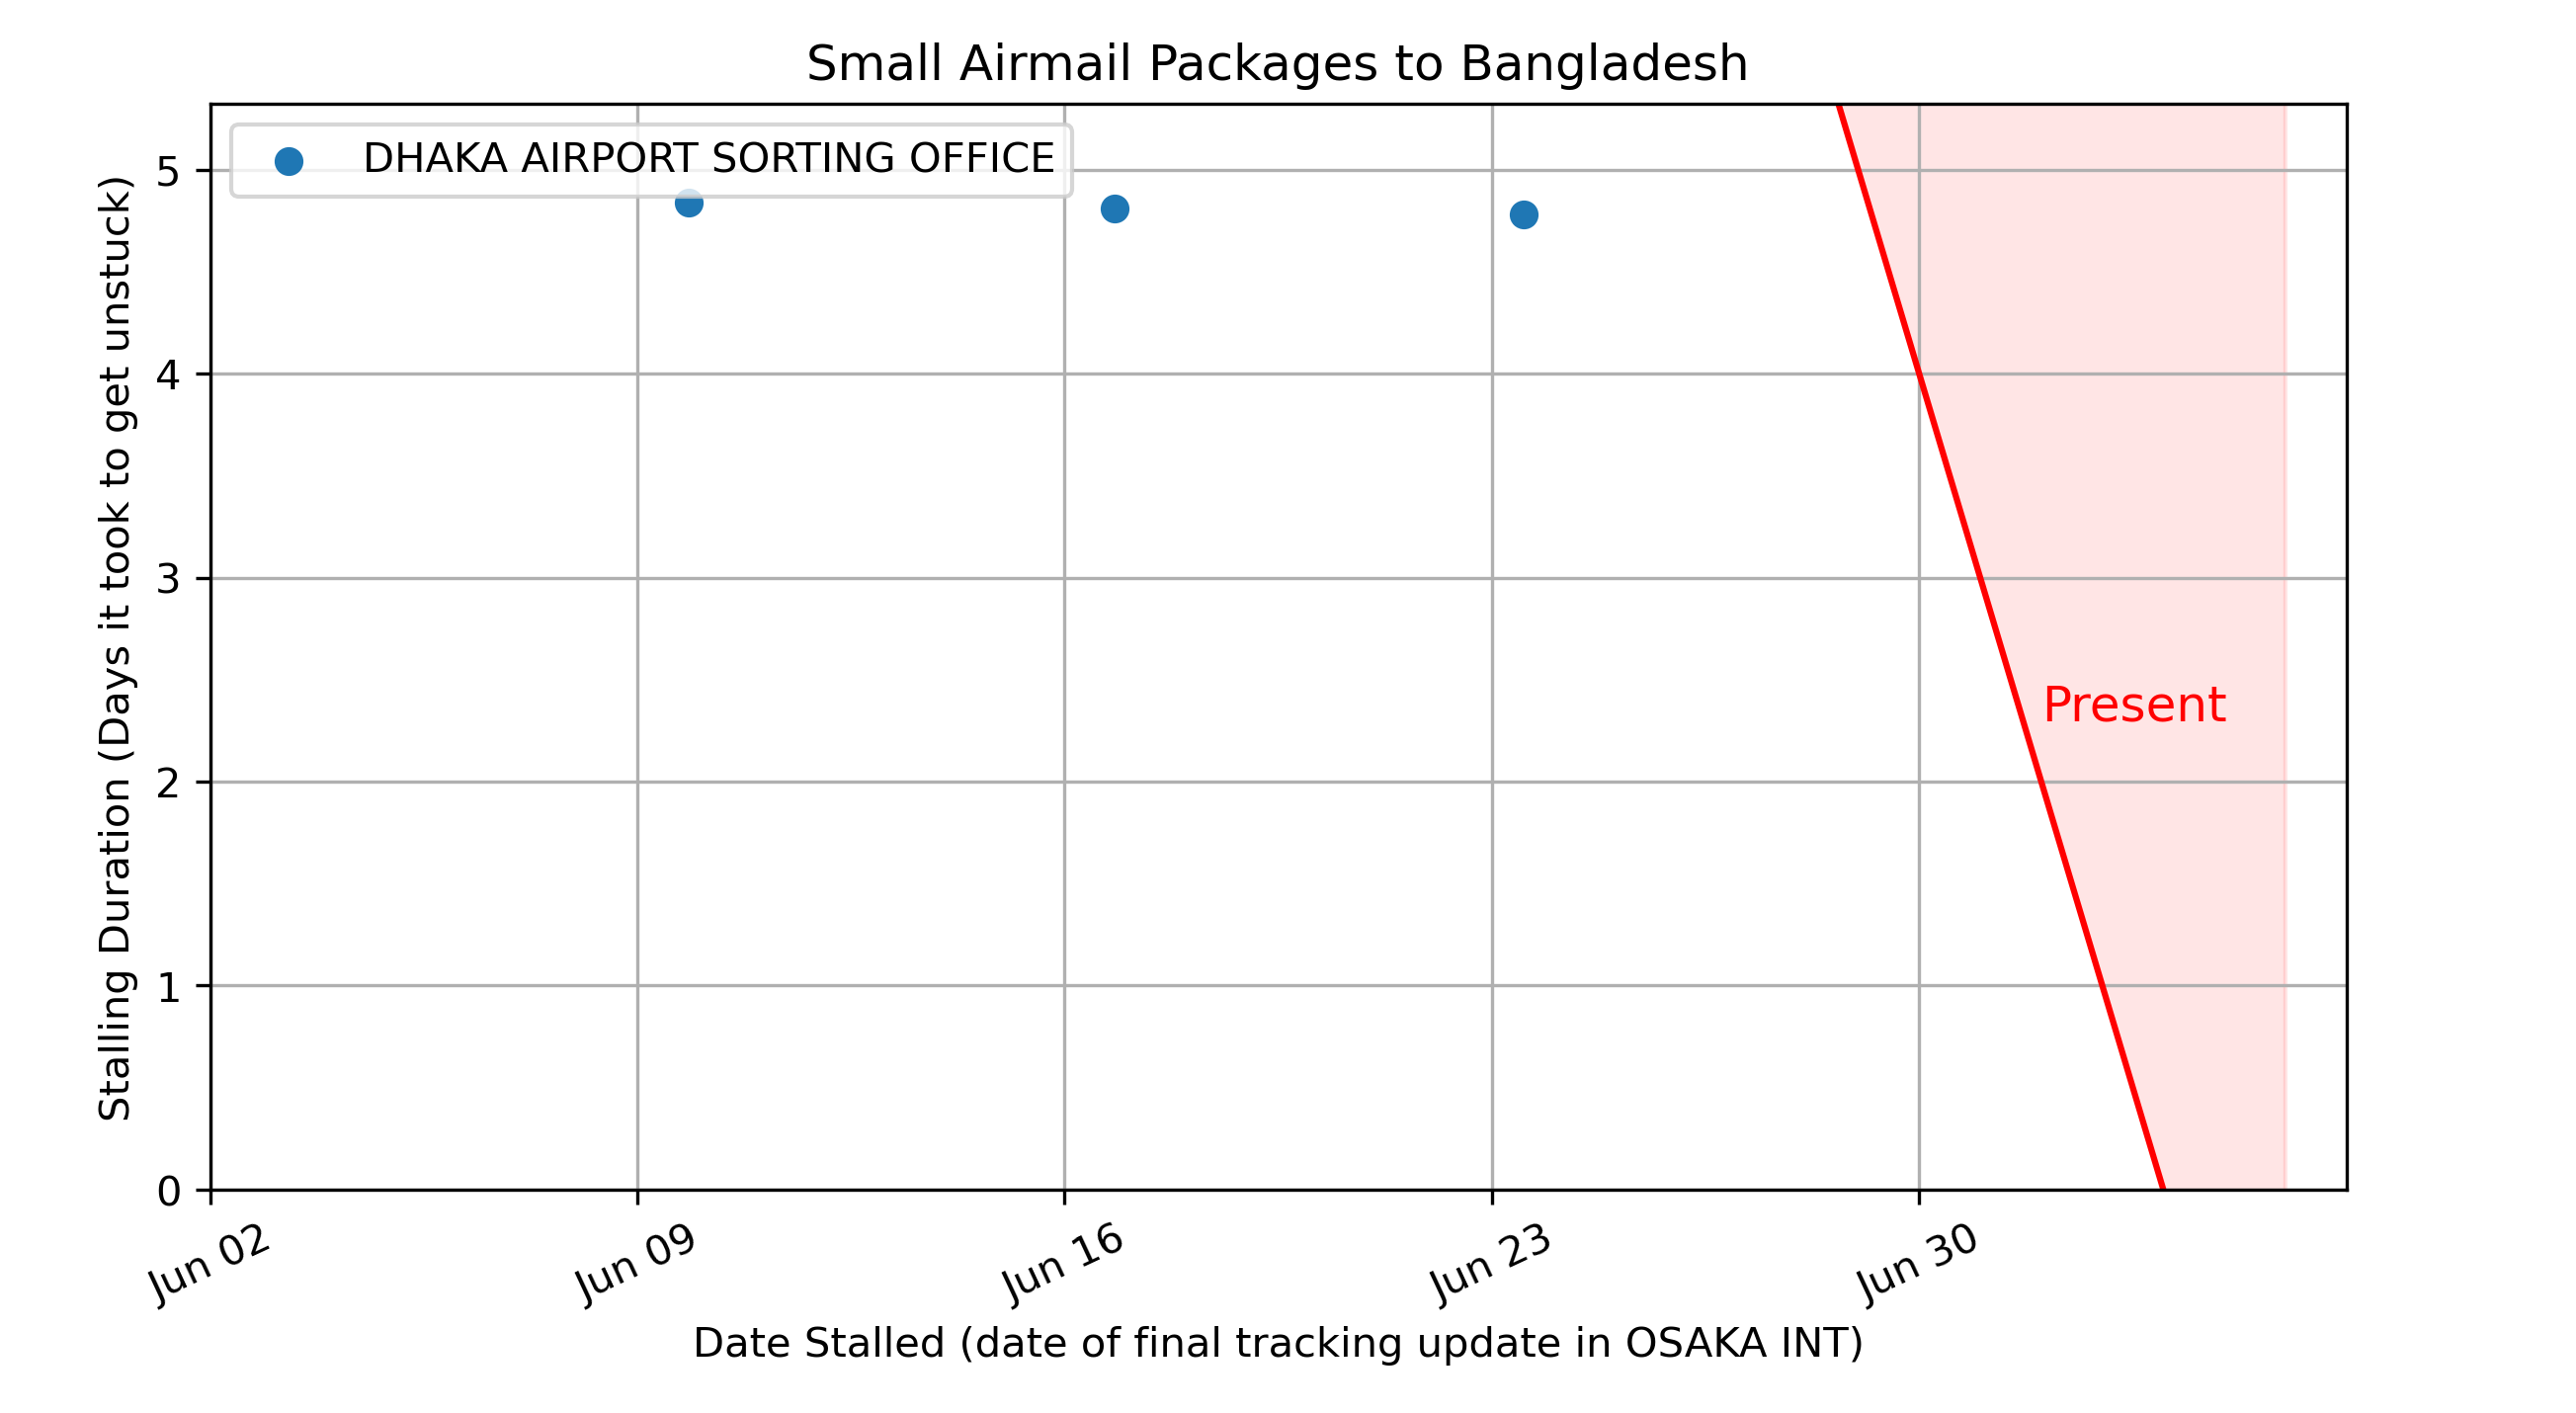 Small Airmail Packages to Bangladesh
DHAKA AIRPORT SORTING OFFICE
Stalling Duration (Days it took to get unstuck)
5
4
3
2
1
0
Present
Jun 02
Jun 09
Jun 16
Jun 23
Jun 30
Date Stalled (date of final tracking update in OSAKA INT)